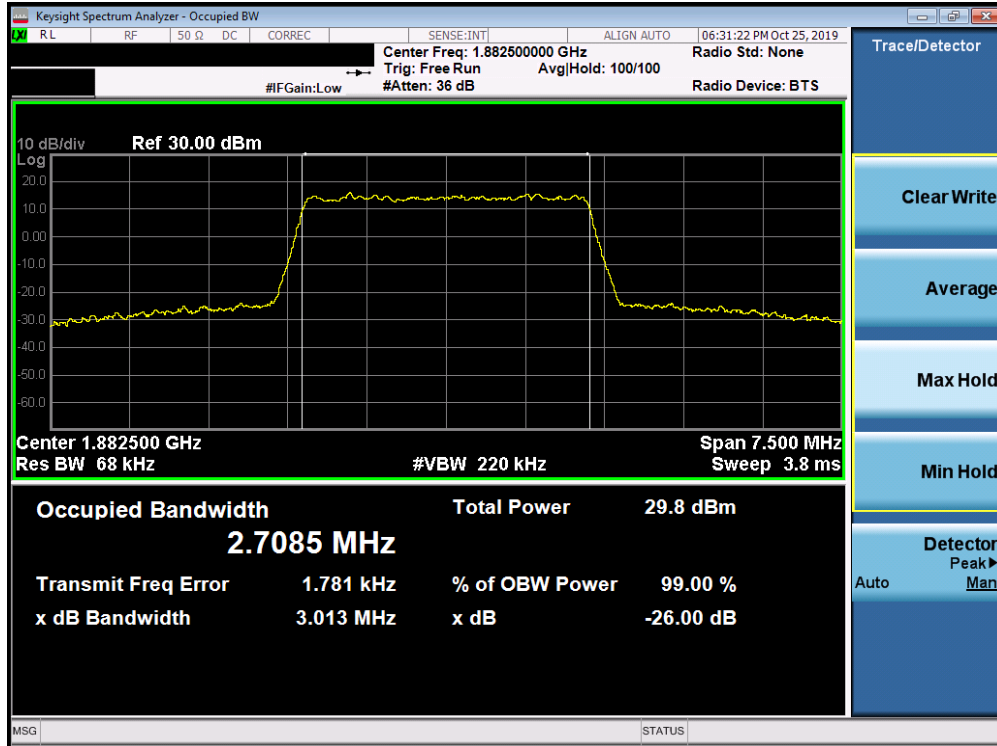 Keysight Spectrum Analyzer - Occupied BW
LXI RL RF 50 Ω DC CORREC SENSE:INT ALIGN AUTO 06:31:22 PM Oct 25, 2019
Center Freq: 1.882500000 GHz Radio Std: None
Trig: Free Run Avg|Hold: 100/100
#IFGain:Low #Atten: 36 dB Radio Device: BTS
Trace/Detector
10 dB/div Ref 30.00 dBm
Log
20.0
10.0
0.00
-10.0
-20.0
-30.0
-40.0
-50.0
-60.0
Center 1.882500 GHz Span 7.500 MHz
Res BW 68 kHz #VBW 220 kHz Sweep 3.8 ms
Occupied Bandwidth Total Power 29.8 dBm
2.7085 MHz
Transmit Freq Error 1.781 kHz % of OBW Power 99.00 %
x dB Bandwidth 3.013 MHz x dB -26.00 dB
Clear Write
Average
Max Hold
Min Hold
Detector
Peak▶
Auto Man
MSG STATUS